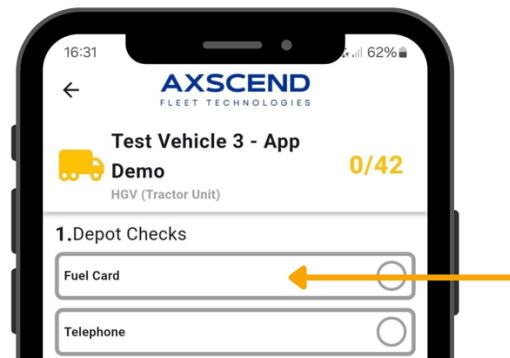 16:31
62%
AXSCEND
FLEET TECHNOLOGIES
Test Vehicle 3 - App
Demo
0/42
HGV (Tractor Unit)
1.Depot Checks
Fuel Card
Telephone